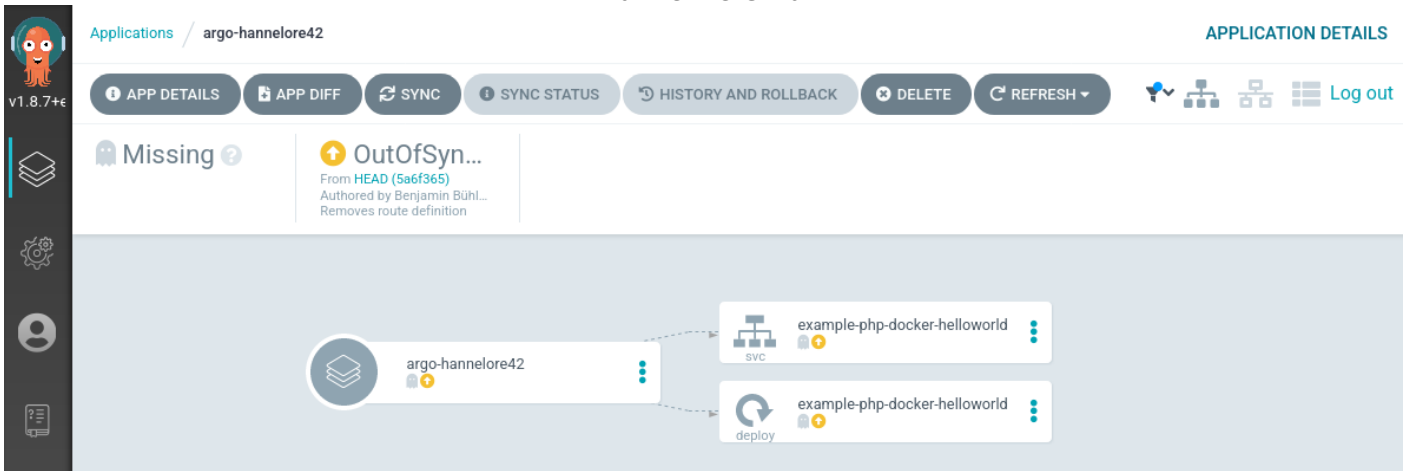 Applications / argo-hannelore42
APPLICATION DETAILS
v1.8.7+
APP DETAILS
APP DIFF
SYNC
SYNC STATUS
HISTORY AND ROLLBACK
DELETE
REFRESH
Log out
Missing
OutOfSyn...
From HEAD (5a6f365)
Authored by Benjamin Bühl...
Removes route definition
example-php-docker-helloworld
svc
argo-hannelore42
example-php-docker-helloworld
deploy